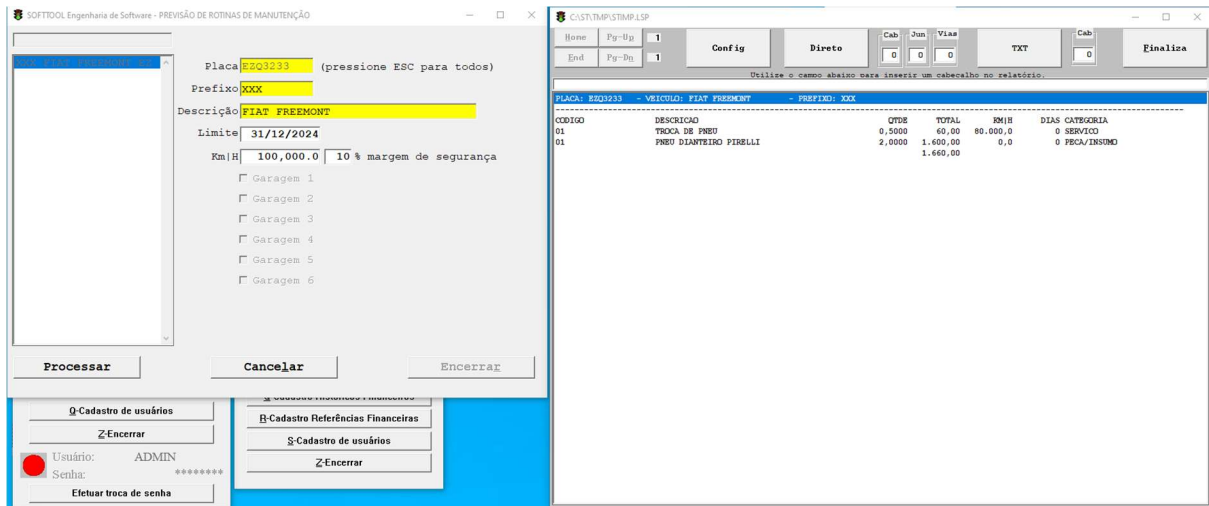 SOFTTOOL Engenharia de Software - PREVISÃO DE ROTINAS DE MANUTENÇÃO
XXX FIAT FREEMONT EZ
Placa EZQ3233 (pressione ESC para todos)
Prefixo XXX
Descrição FIAT FREEMONT
Limite 31/12/2024
Km|H 100,000.0 10 % margem de segurança
Garagem 1
Garagem 2
Garagem 3
Garagem 4
Garagem 5
Garagem 6
Processar Cancelar Encerrar
Q-Cadastro de usuários
Z-Encerrar
Usuário: ADMIN
Senha: ********
Efetuar troca de senha
Q-Cadastro Históricos Financeiros
R-Cadastro Referências Financeiras
S-Cadastro de usuários
Z-Encerrar
C:\ST\TMP\STIMP.LSP
Home Pg-Up 1
End Pg-Dn 1
Config Direto
Cab Jun Vias
0 0 0
TXT
Cab
0
Finaliza
Utilize o campo abaixo para inserir um cabecalho no relatório.
PLACA: EZQ3233 - VEICULO: FIAT FREEMONT - PREFIXO: XXX
CODIGO DESCRICAO QTDE TOTAL KM|H DIAS CATEGORIA
01 TROCA DE PNEU 0,5000 60,00 80.000,0 0 SERVICO
01 PNEU DIANTEIRO PIRELLI 2,0000 1.600,00 0,0 0 PECA/INSUMO
1.660,00